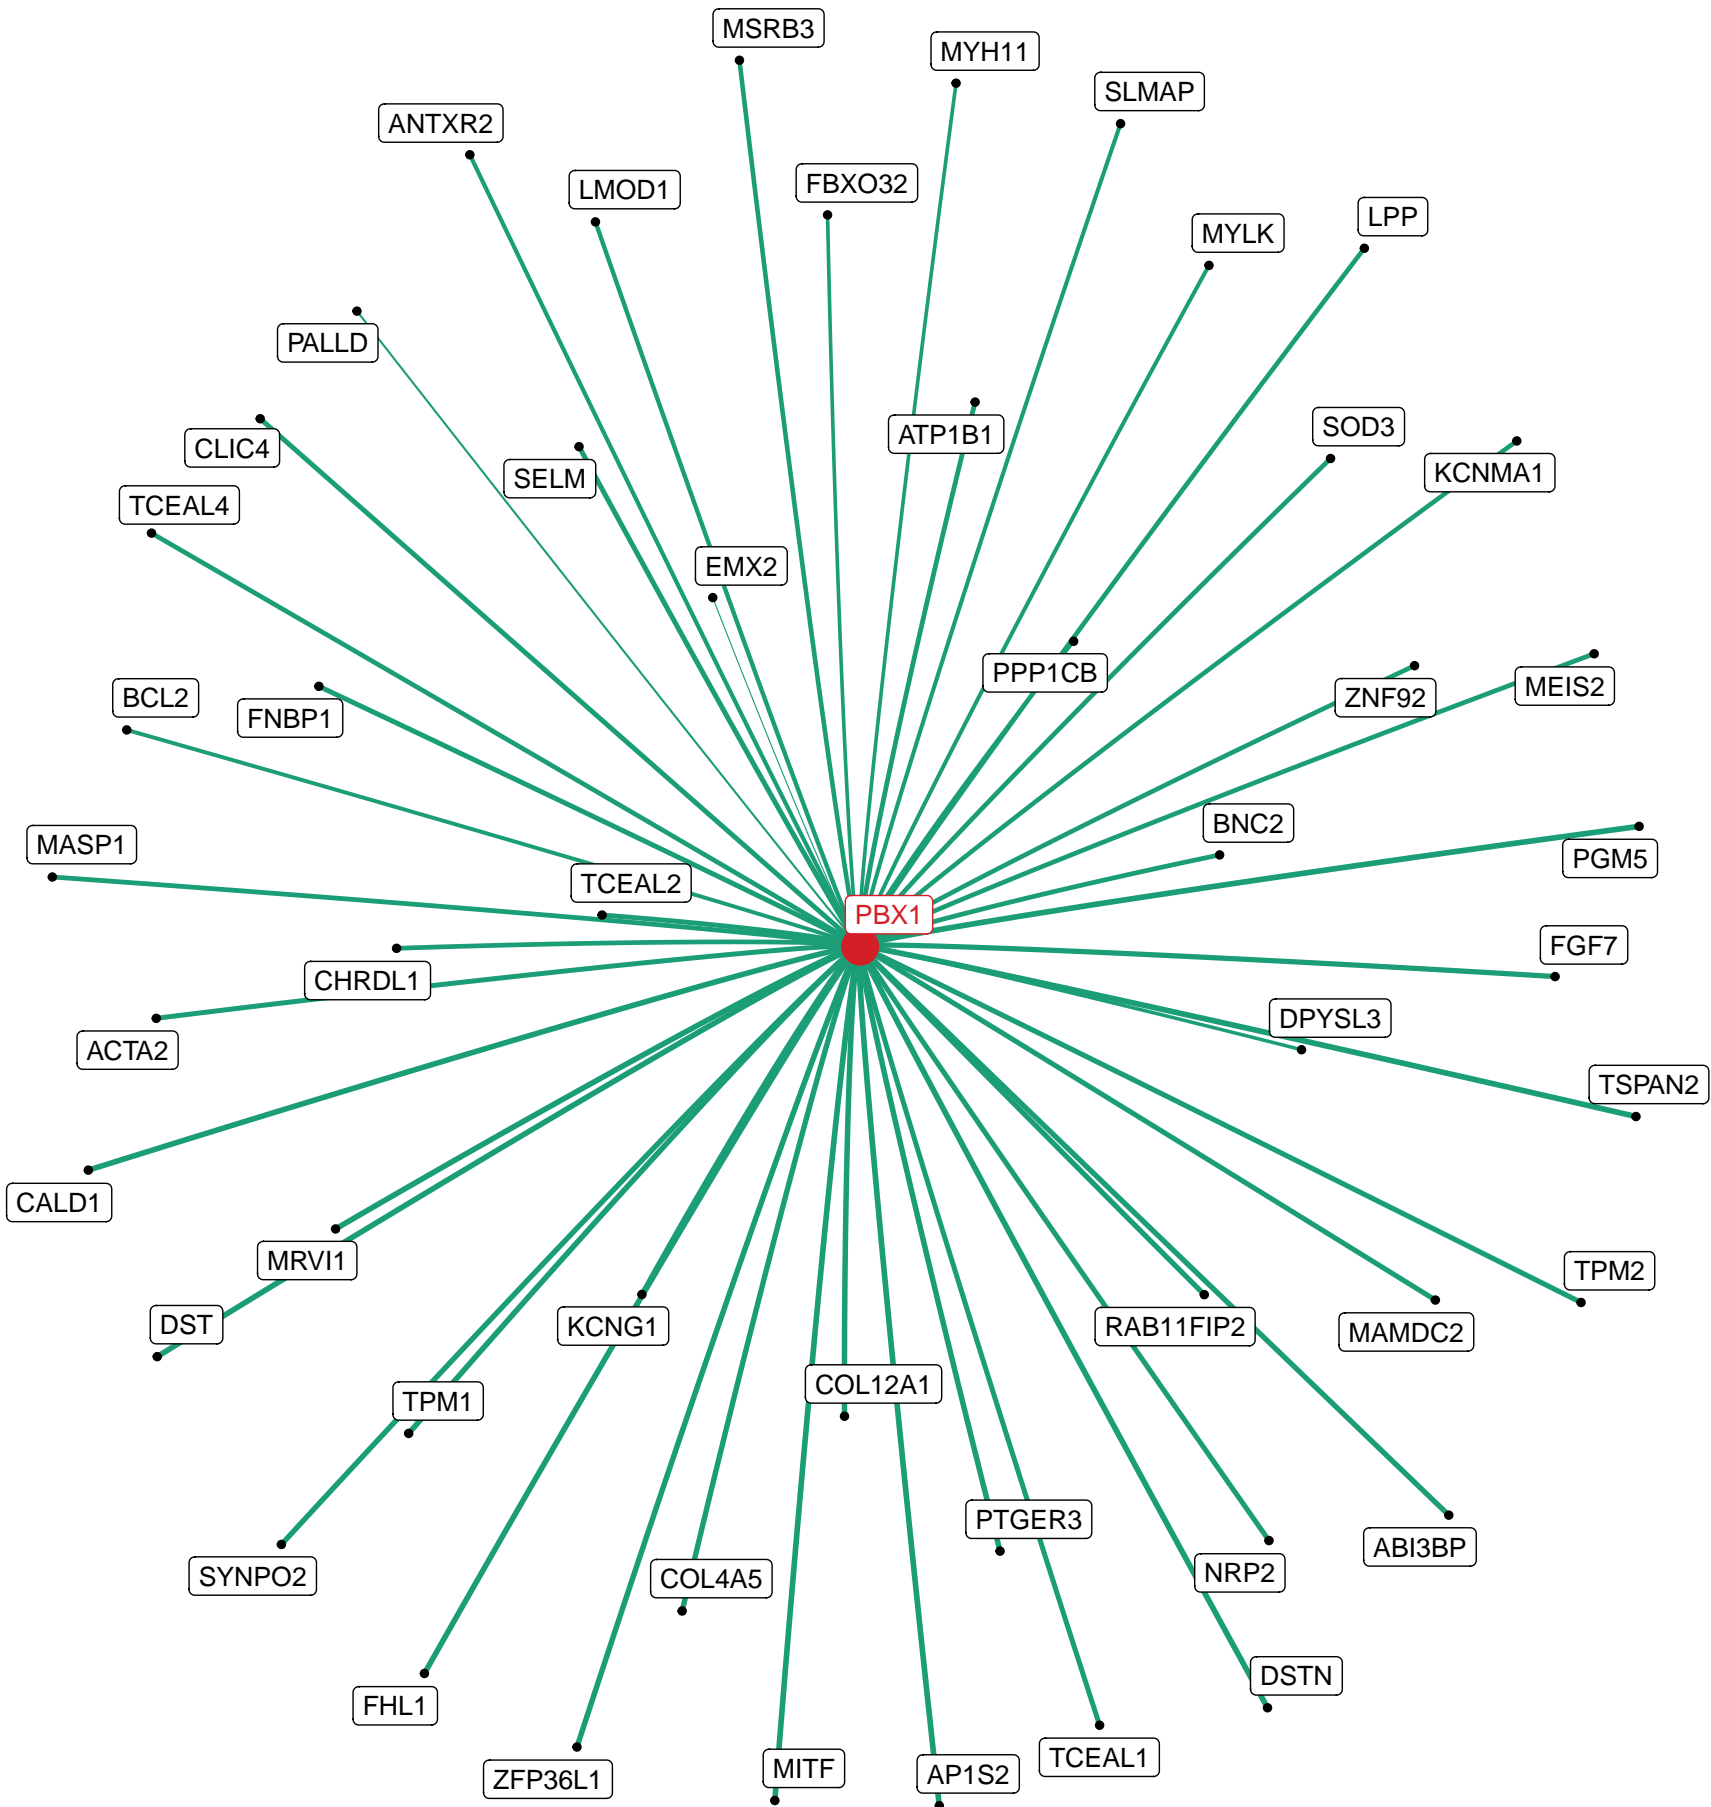 MSRB3
MYH11
SLMAP
ANTXR2
FBXO32
LMOD1
LPP
MYLK
PALLD
SOD3
ATP1B1
CLIC4
KCNMA1
SELM
TCEAL4
EMX2
PPP1CB
MEIS2
BCL2
ZNF92
FNBP1
BNC2
MASP1
PGM5
TCEAL2
PBX1
FGF7
CHRDL1
DPYSL3
ACTA2
TSPAN2
CALD1
MRVI1
TPM2
DST
KCNG1
RAB11FIP2
MAMDC2
COL12A1
TPM1
PTGER3
ABI3BP
NRP2
SYNPO2
COL4A5
DSTN
FHL1
TCEAL1
MITF
AP1S2
ZFP36L1